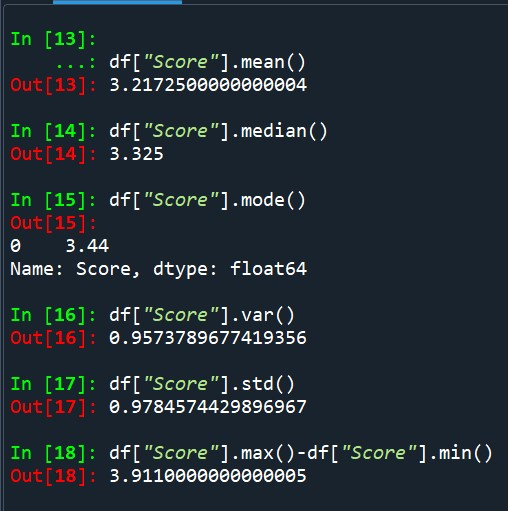 In [13]:
...: df["Score"].mean()
Out[13]: 3.2172500000000004
In [14]: df["Score"].median()
Out[14]: 3.325
In [15]: df["Score"].mode()
Out[15]:
0    3.44
Name: Score, dtype: float64
In [16]: df["Score"].var()
Out[16]: 0.9573789677419356
In [17]: df["Score"].std()
Out[17]: 0.9784574429896967
In [18]: df["Score"].max()-df["Score"].min()
Out[18]: 3.9110000000000005